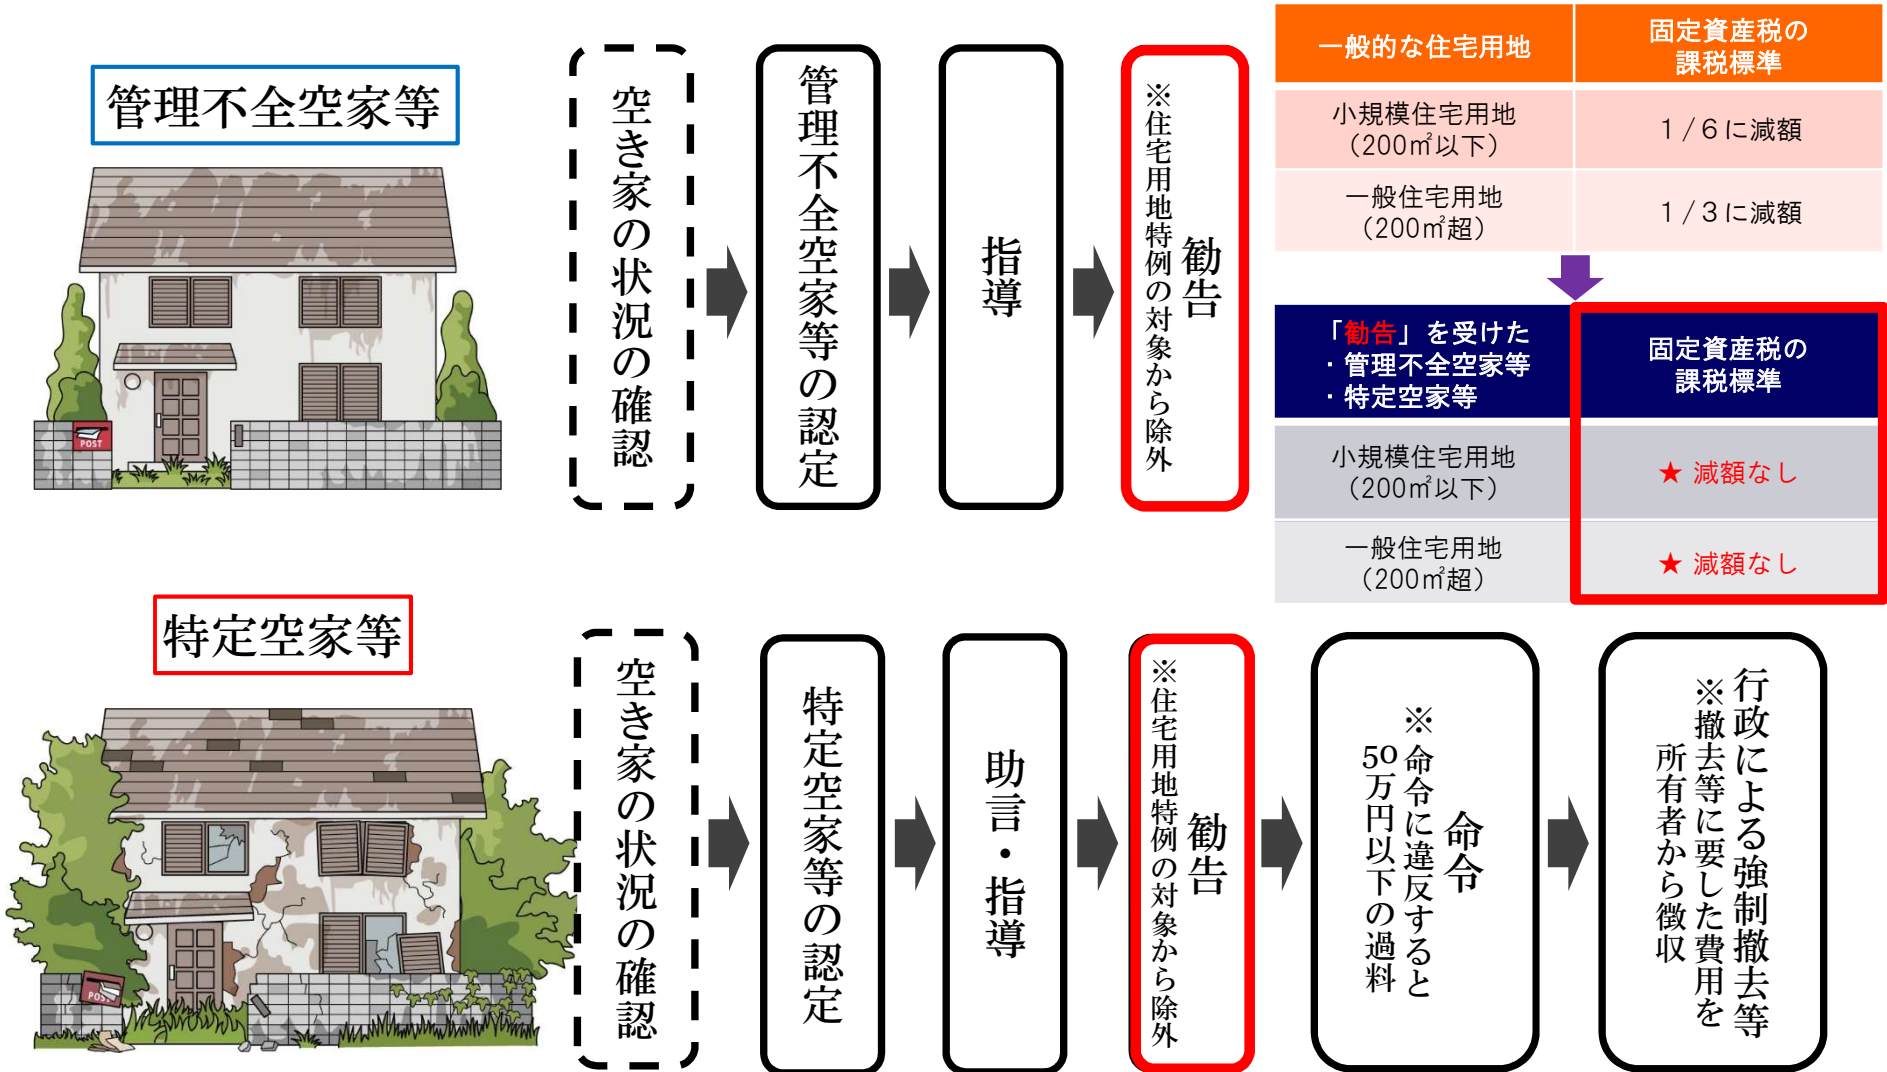 管理不全空家等
POST
空き家の状況の確認
管理不全空家等の認定
指導
勧告
※住宅用地特例の対象から除外
一般的な住宅用地
固定資産税の
課税標準
小規模住宅用地
（200㎡以下）
1/6に減額
一般住宅用地
（200㎡超）
1/3に減額
「勧告」を受けた
・管理不全空家等
・特定空家等
固定資産税の
課税標準
小規模住宅用地
（200㎡以下）
★ 減額なし
一般住宅用地
（200㎡超）
★ 減額なし
特定空家等
POST
空き家の状況の確認
特定空家等の認定
助言・指導
勧告
※住宅用地特例の対象から除外
命令
※命令に違反すると
50万円以下の過料
行政による強制撤去等
※撤去等に要した費用を
所有者から徴収